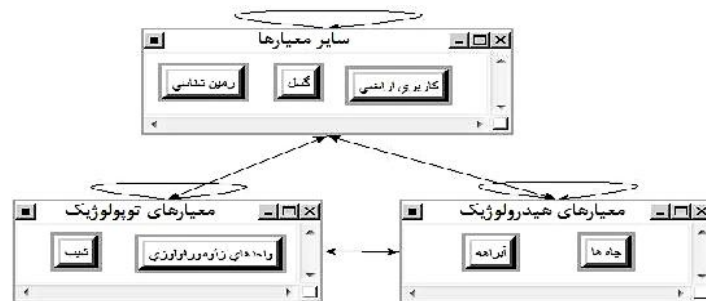 سایر معیارها
کاربری اراضی
گسل
زمین شناسی
معیارهای هیدرولوژیک
چاه ها
آبراهه
معیارهای توپولوژیک
واحدهای ژئومورفولوژی
شیب